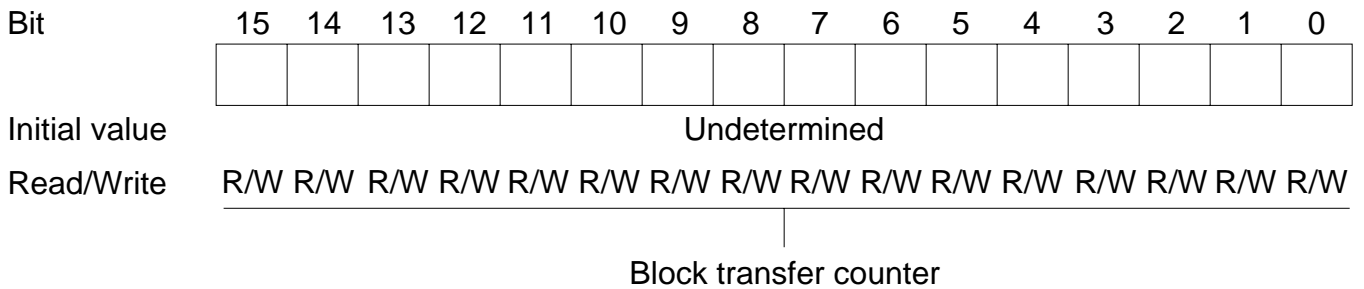 Bit 15 14 13 12 11 10 9 8 7 6 5 4 3 2 1 0
Initial value Undetermined
Read/Write R/W R/W R/W R/W R/W R/W R/W R/W R/W R/W R/W R/W R/W R/W R/W R/W
Block transfer counter